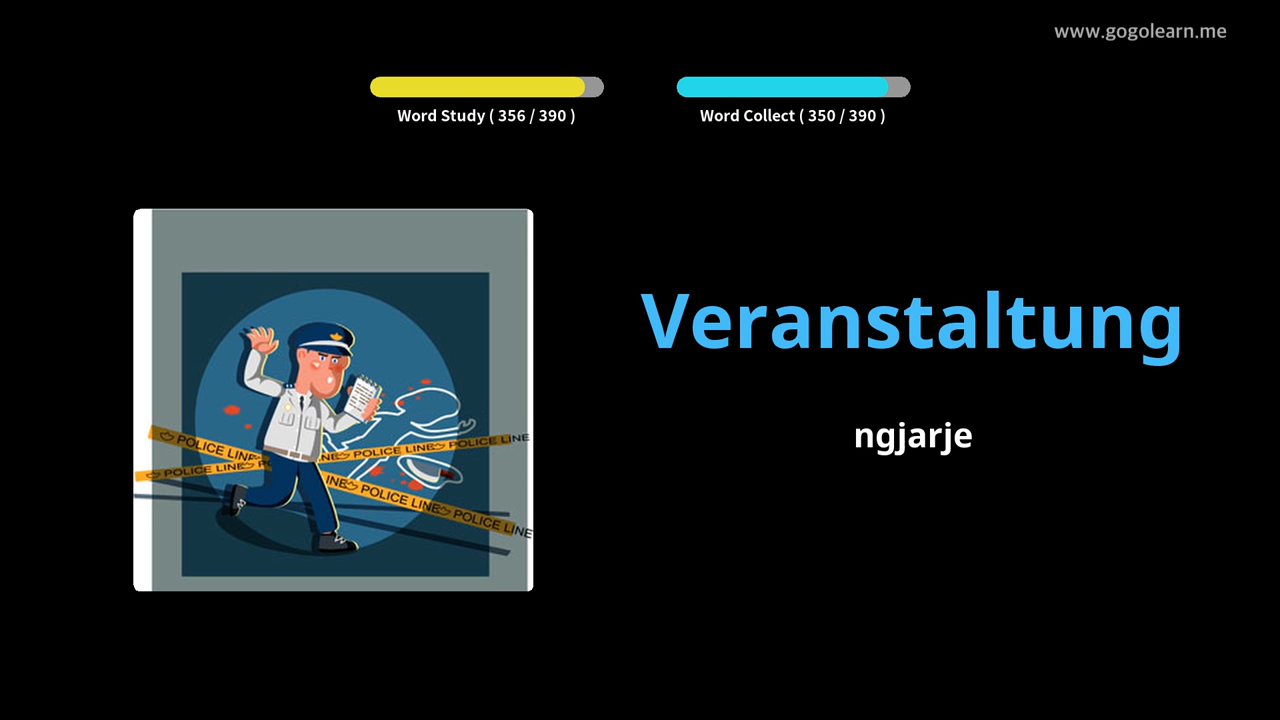 www.gogolearn.me
Word Study ( 356 / 390 )
Word Collect ( 350 / 390 )
Veranstaltung
ngjarje
POLICE LINE
POLICE LINE
POLICE LINE
POLICE LINE
POLICE LINE